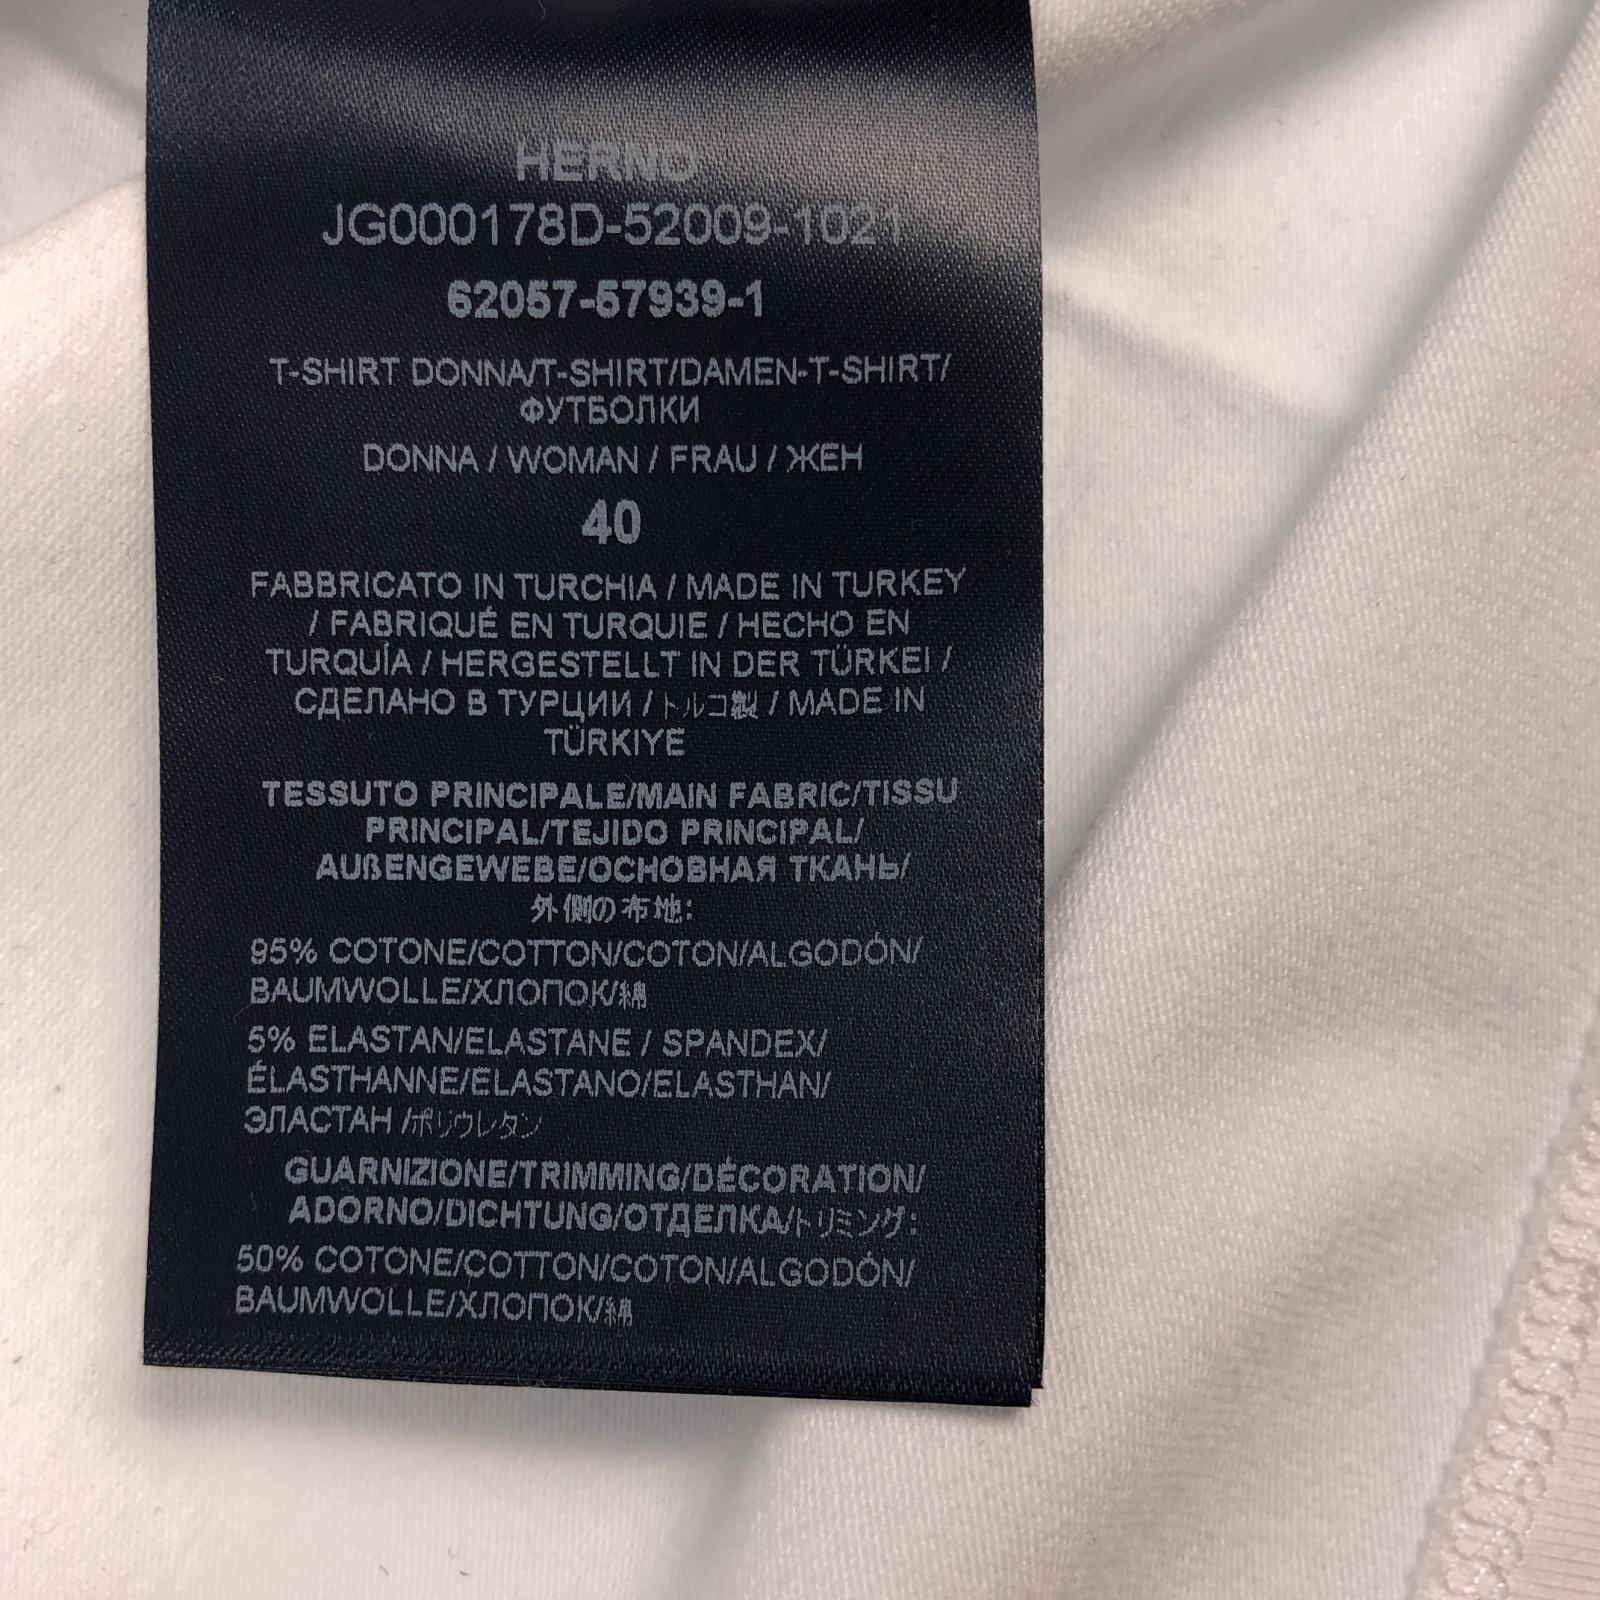 HERNO
JG000178D-52009-1021
62057-57939-1
T-SHIRT DONNA/T-SHIRT/DAMEN-T-SHIRT/
ФУТБОЛКИ
DONNA / WOMAN / FRAU / ЖЕН
40
FABBRICATO IN TURCHIA / MADE IN TURKEY
/ FABRIQUÉ EN TURQUIE / HECHO EN
TURQUÍA / HERGESTELLT IN DER TÜRKEI /
СДЕЛАНО В ТУРЦИИ / トルコ製 / MADE IN
TÜRKIYE
TESSUTO PRINCIPALE/MAIN FABRIC/TISSU
PRINCIPAL/TEJIDO PRINCIPAL/
AUßENGEWEBE/ОСНОВНАЯ ТКАНЬ/
外側の布地:
95% COTONE/COTTON/COTON/ALGODÓN/
BAUMWOLLE/ХЛОПОК/綿
5% ELASTAN/ELASTANE / SPANDEX/
ÉLASTHANNE/ELASTANO/ELASTHAN/
ЭЛАСТАН /ポリウレタン
GUARNIZIONE/TRIMMING/DÉCORATION/
ADORNO/DICHTUNG/ОТДЕЛКА/トリミング:
50% COTONE/COTTON/COTON/ALGODÓN/
BAUMWOLLE/ХЛОПОК/綿